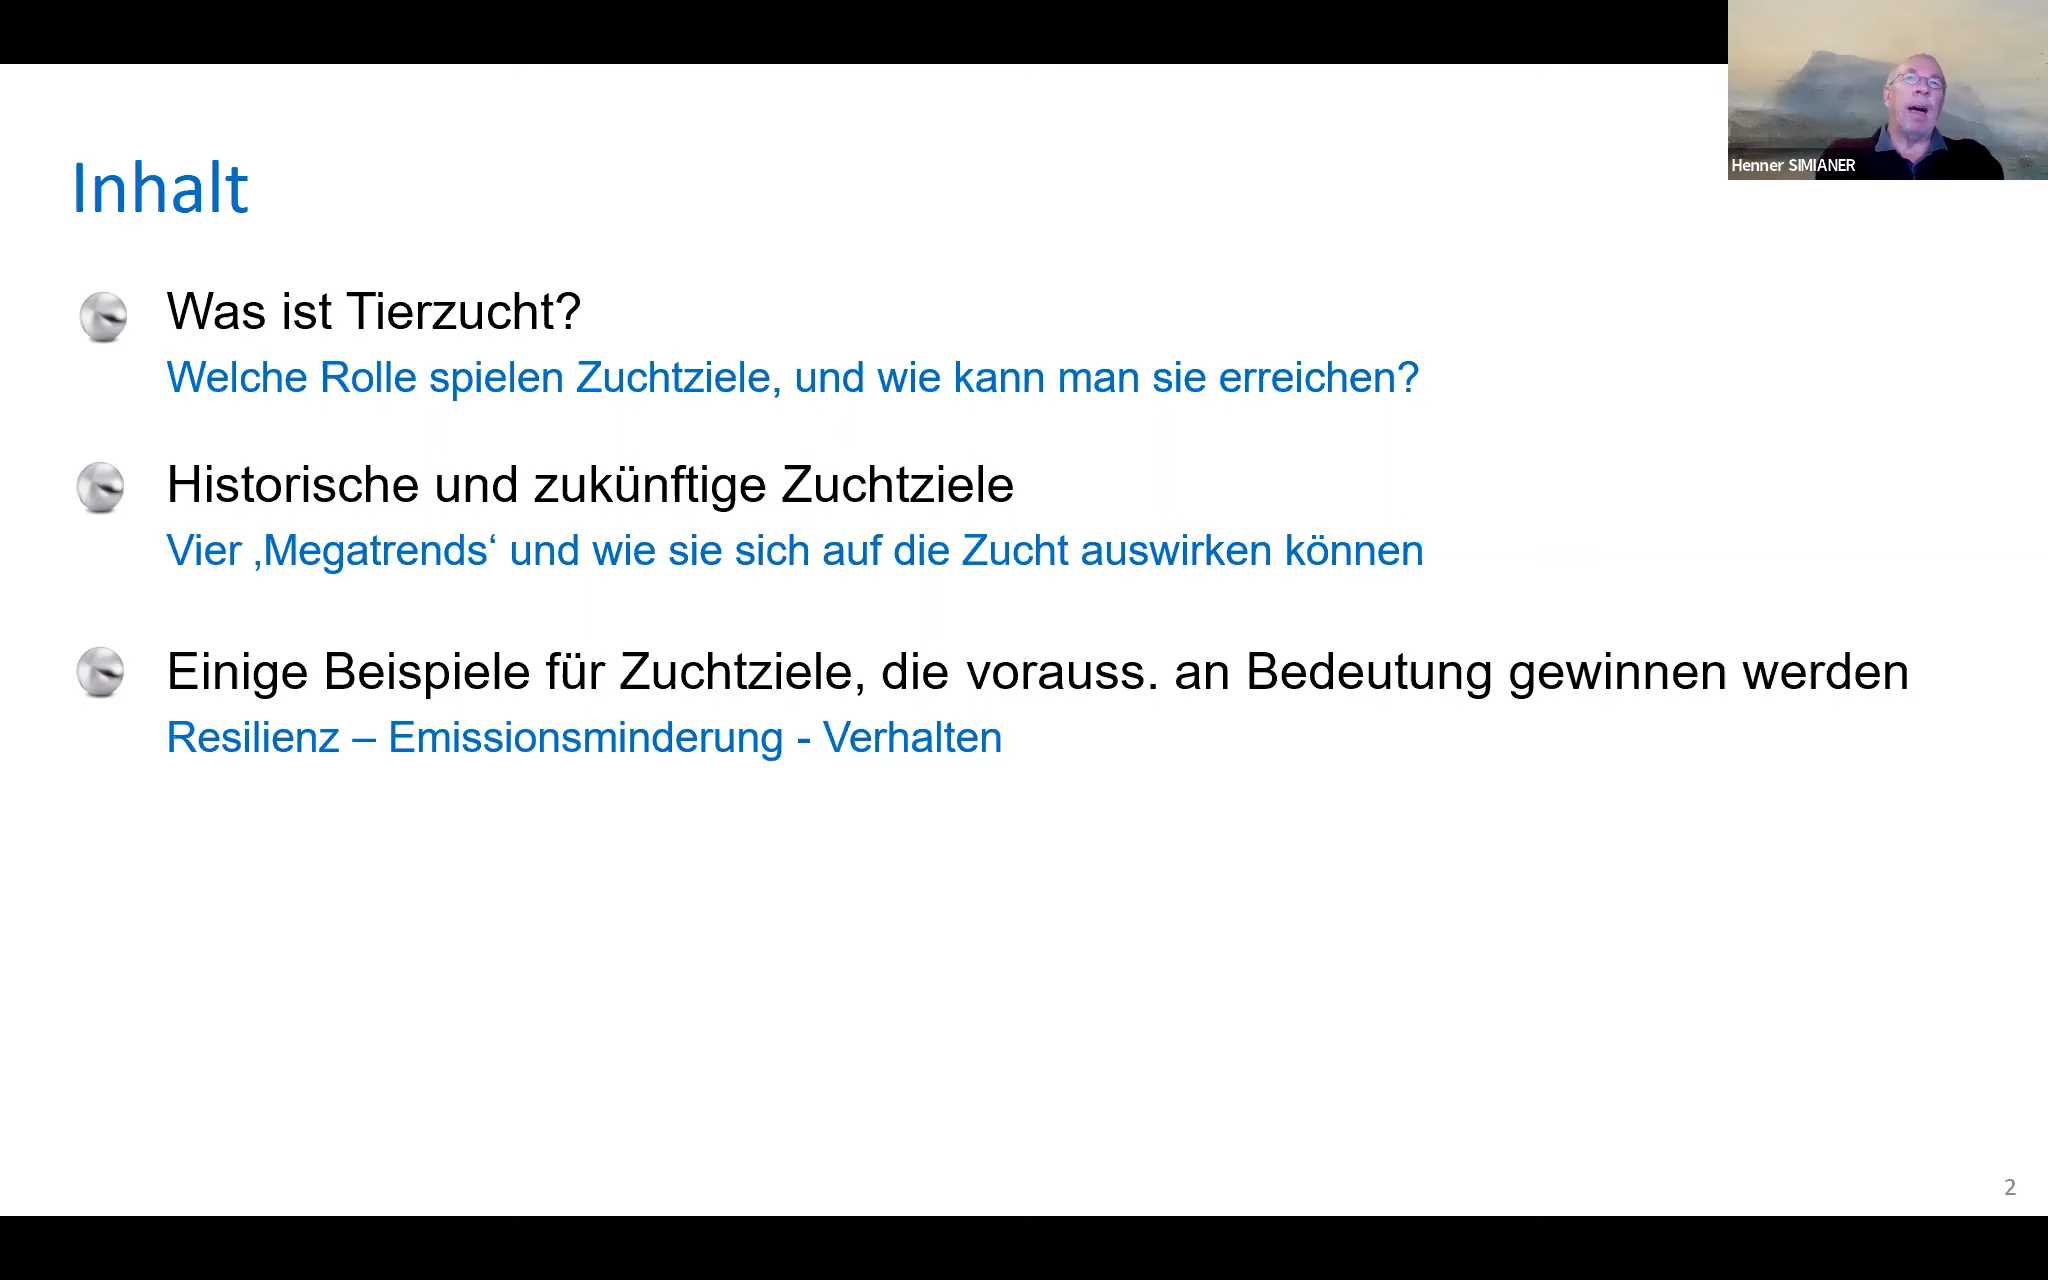 Henner SIMIANER
Inhalt
Was ist Tierzucht?
Welche Rolle spielen Zuchtziele, und wie kann man sie erreichen?
Historische und zukünftige Zuchtziele
Vier ‚Megatrends‘ und wie sie sich auf die Zucht auswirken können
Einige Beispiele für Zuchtziele, die vorauss. an Bedeutung gewinnen werden
Resilienz – Emissionsminderung - Verhalten
2